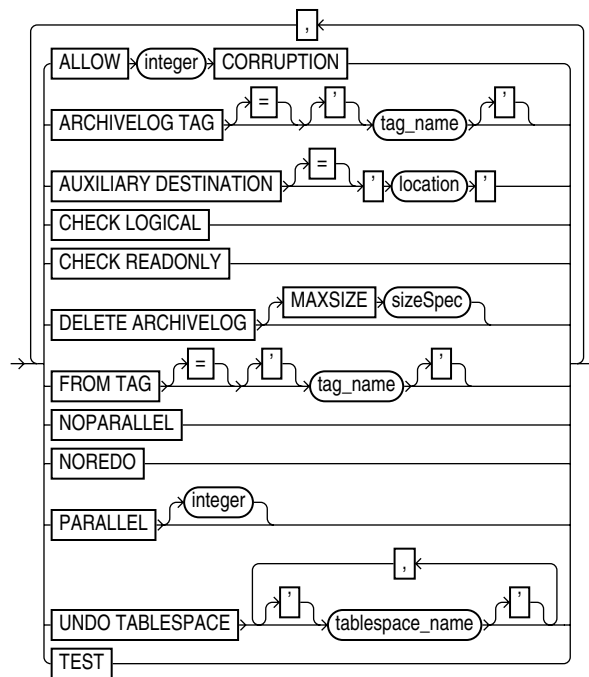 ,
ALLOW integer CORRUPTION
ARCHIVELOG TAG = ' tag_name '
AUXILIARY DESTINATION = ' location '
CHECK LOGICAL
CHECK READONLY
DELETE ARCHIVELOG MAXSIZE sizeSpec
FROM TAG = ' tag_name '
NOPARALLEL
NOREDO
PARALLEL integer
,
UNDO TABLESPACE ' tablespace_name '
TEST